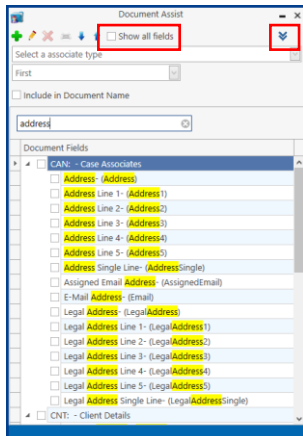 Document Assist
Show all fields
Select a associate type
First
Include in Document Name
address
Document Fields
CAN: - Case Associates
Address- (Address)
Address Line 1- (Address1)
Address Line 2- (Address2)
Address Line 3- (Address3)
Address Line 4- (Address4)
Address Line 5- (Address5)
Address Single Line- (AddressSingle)
Assigned Email Address- (AssignedEmail)
E-Mail Address- (Email)
Legal Address- (LegalAddress)
Legal Address Line 1- (LegalAddress1)
Legal Address Line 2- (LegalAddress2)
Legal Address Line 3- (LegalAddress3)
Legal Address Line 4- (LegalAddress4)
Legal Address Line 5- (LegalAddress5)
Legal Address Single Line- (LegalAddressSingle)
CNT: - Client Details